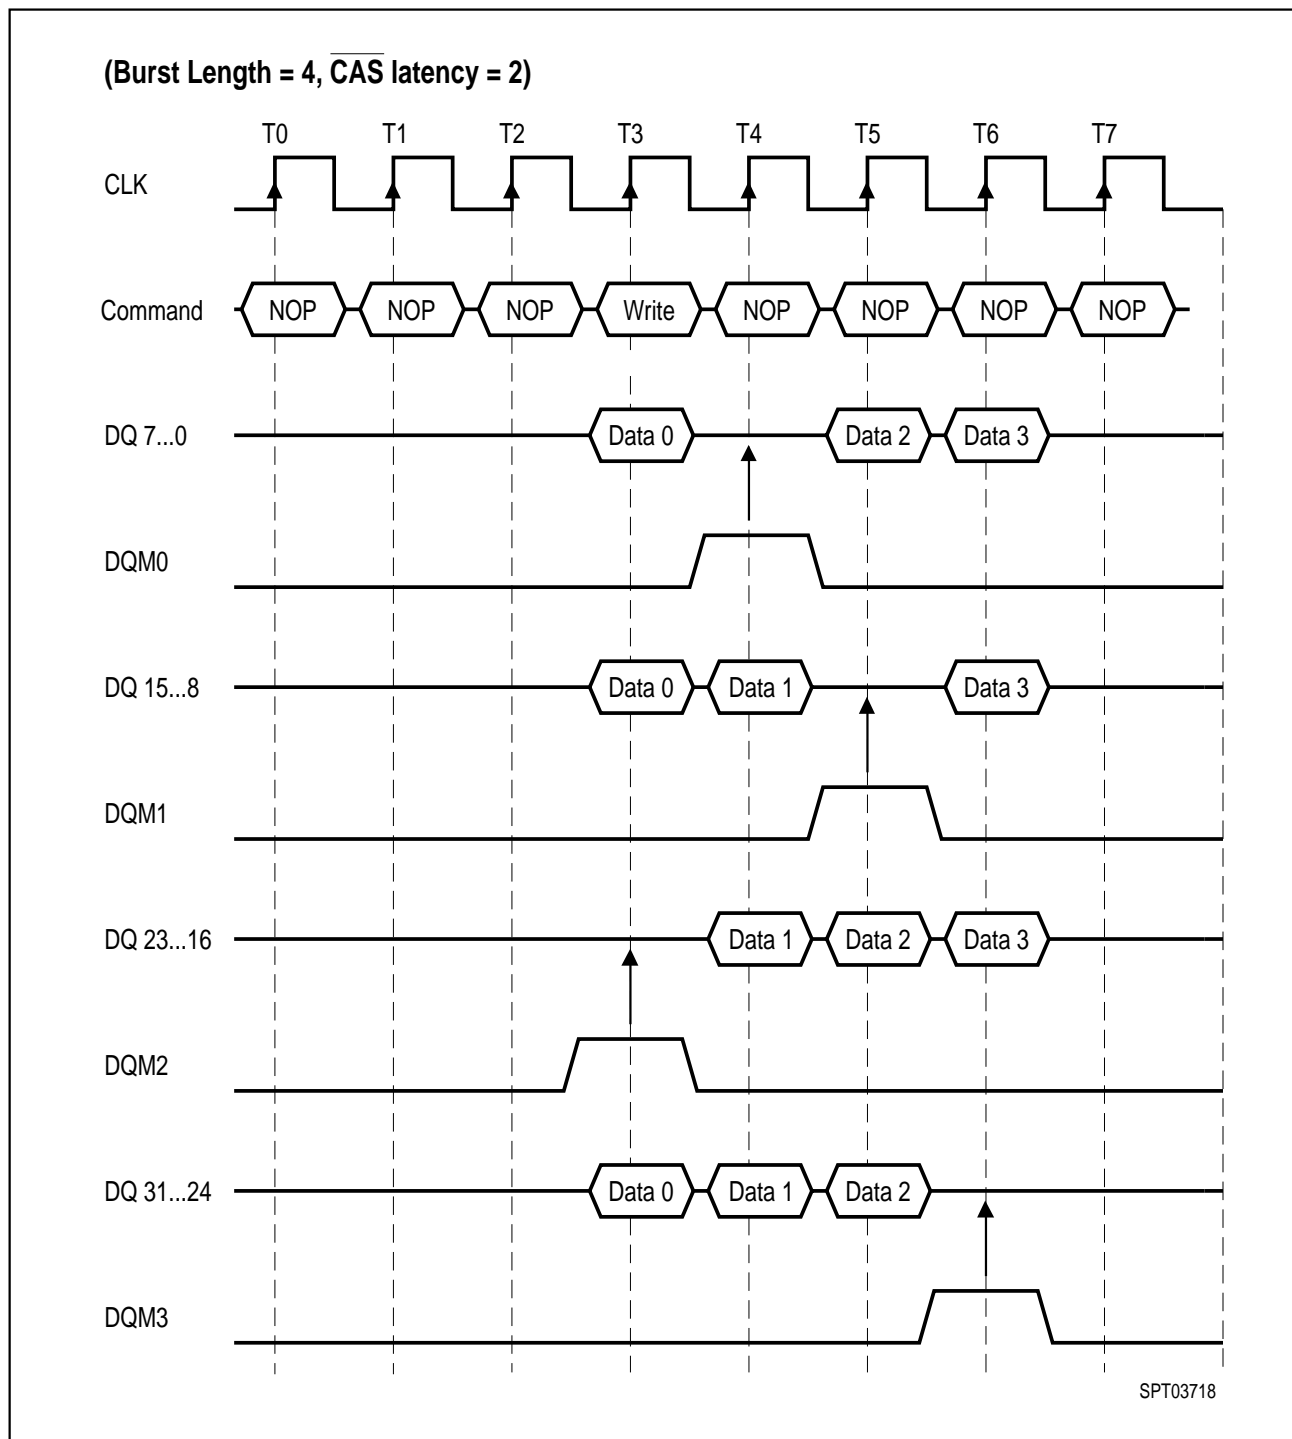 (Burst Length = 4, CAS latency = 2)
T0 T1 T2 T3 T4 T5 T6 T7
CLK
Command NOP NOP NOP Write NOP NOP NOP NOP
DQ 7...0 Data 0 Data 2 Data 3
DQM0
DQ 15...8 Data 0 Data 1 Data 3
DQM1
DQ 23...16 Data 1 Data 2 Data 3
DQM2
DQ 31...24 Data 0 Data 1 Data 2
DQM3
SPT03718